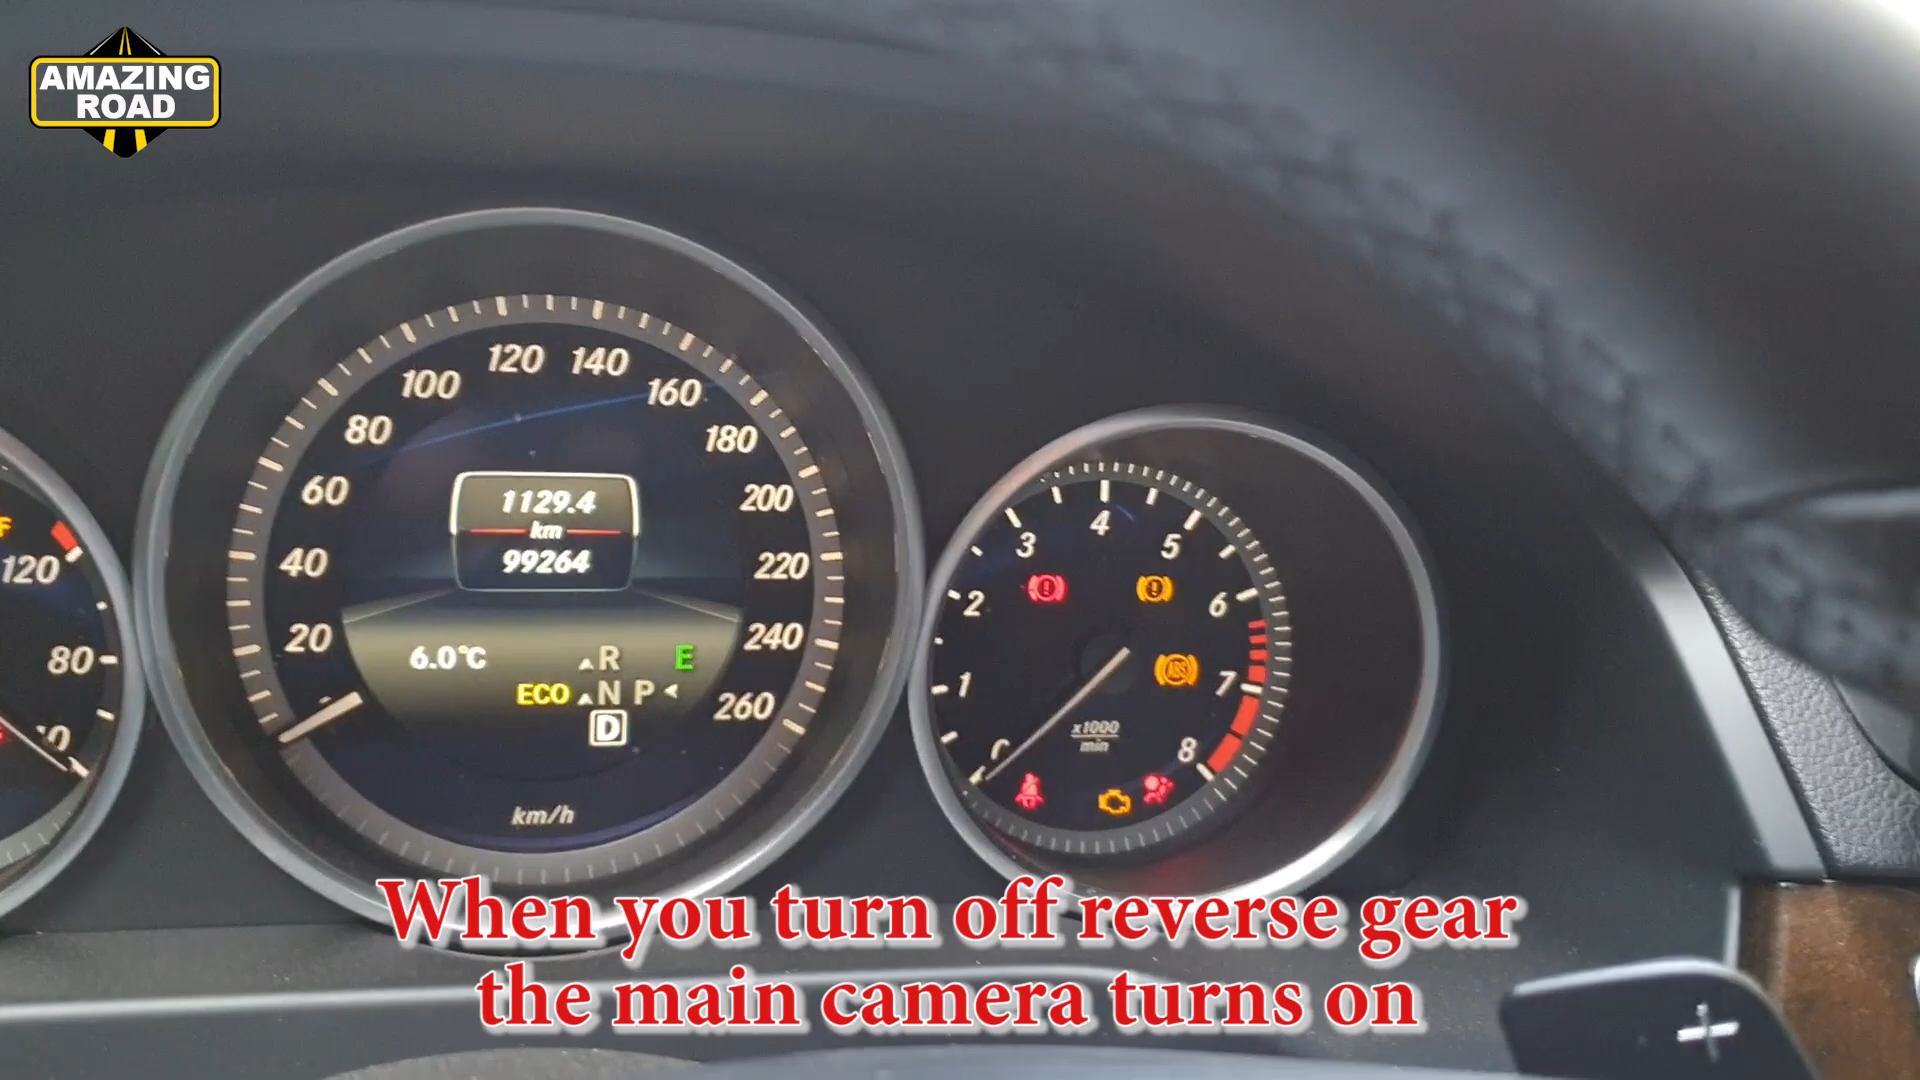 AMAZING
ROAD
120
80
20
40
60
80
100
120
140
160
180
200
220
240
260
1129.4
km
99264
6.0°C
R
E
ECO
N P
D
km/h
1
2
3
4
5
6
7
8
ABS
x1000
min
When you turn off reverse gear
the main camera turns on
+